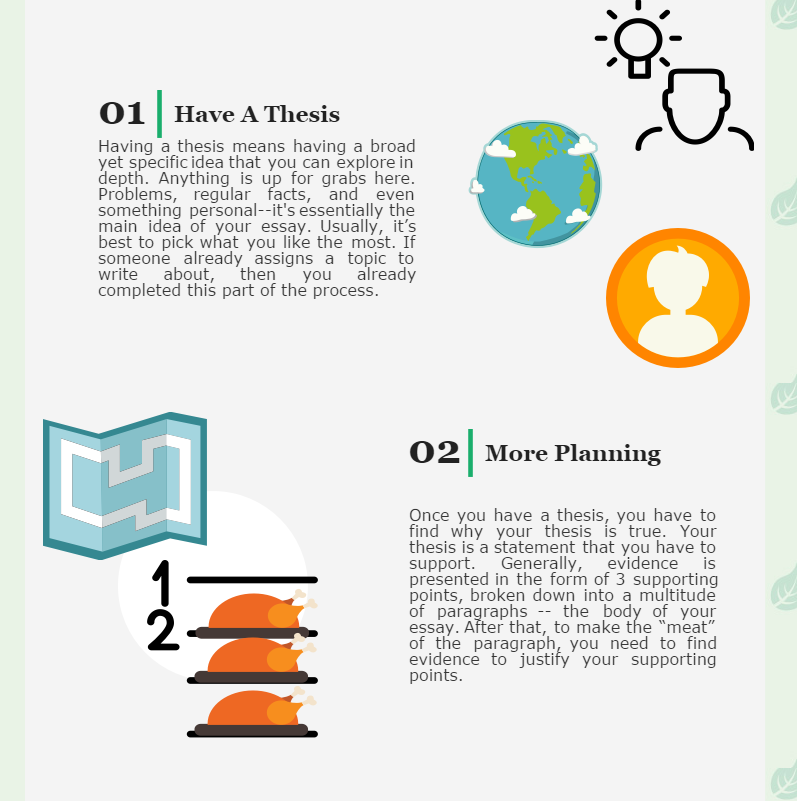 01 Have A Thesis
Having a thesis means having a broad
yet specific idea that you can explore in
depth. Anything is up for grabs here.
Problems, regular facts, and even
something personal--it's essentially the
main idea of your essay. Usually, it’s
best to pick what you like the most. If
someone already assigns a topic to
write about, then you already
completed this part of the process.
02 More Planning
Once you have a thesis, you have to
find why your thesis is true. Your
thesis is a statement that you have to
support. Generally, evidence is
presented in the form of 3 supporting
points, broken down into a multitude
of paragraphs -- the body of your
essay. After that, to make the “meat”
of the paragraph, you need to find
evidence to justify your supporting
points.
1
2